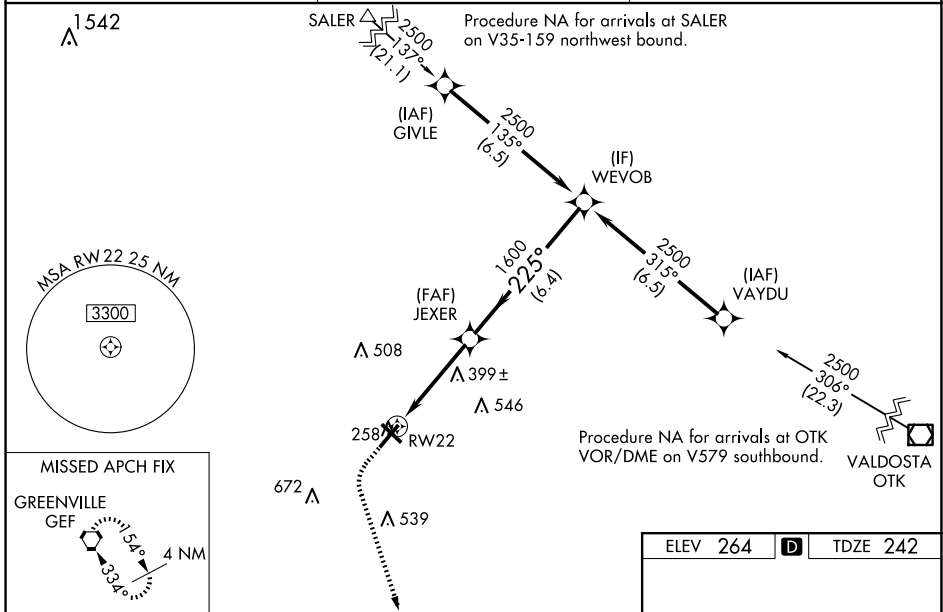 1542
SALER
Procedure NA for arrivals at SALER
on V35-159 northwest bound.
2500
137°
(21.1)
(IAF)
GIVLE
2500
135°
(6.5)
(IF)
WEVOB
MSA RW 22 25 NM
3300
1600
225°
(6.4)
2500
315°
(6.5)
(IAF)
VAYDU
(FAF)
JEXER
508
399±
546
2500
306°
(22.3)
258
RW22
Procedure NA for arrivals at OTK
VOR/DME on V579 southbound.
VALDOSTA
OTK
MISSED APCH FIX
GREENVILLE
GEF
154°
4 NM
334°
672
539
ELEV 264 D TDZE 242